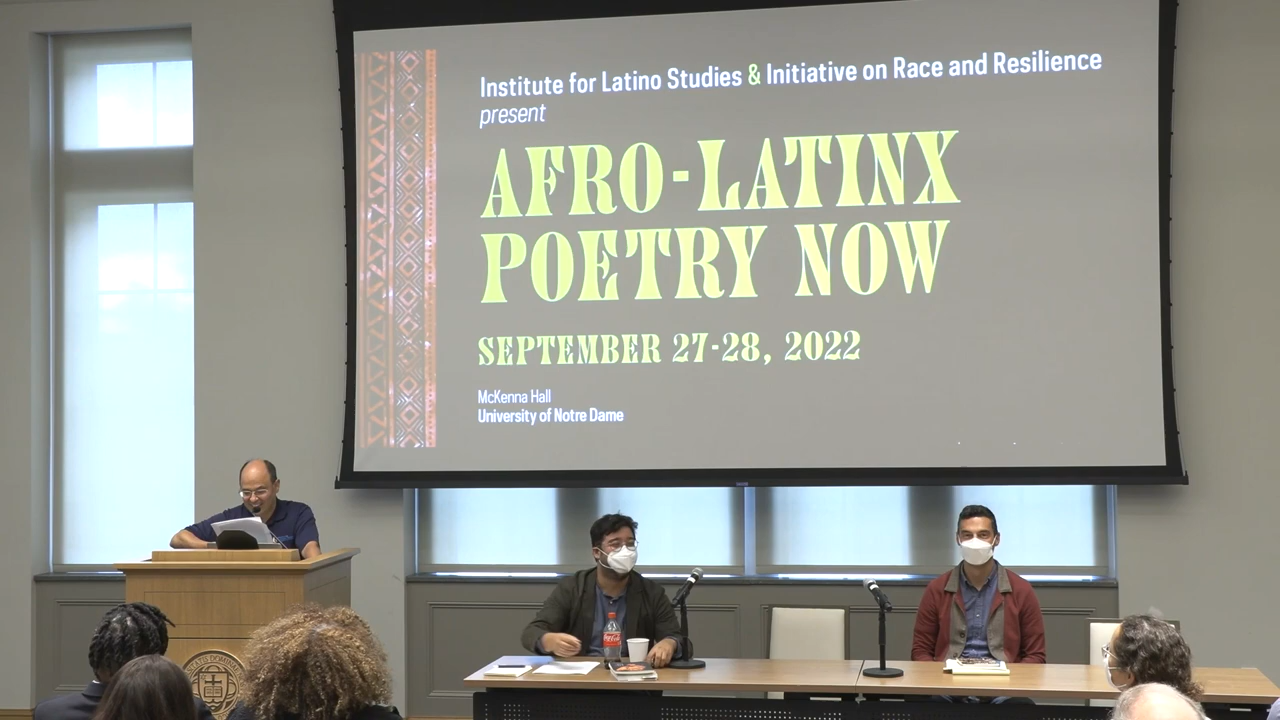 Institute for Latino Studies & Initiative on Race and Resilience
present
AFRO-LATINX
POETRY NOW
SEPTEMBER 27-28, 2022
McKenna Hall
University of Notre Dame